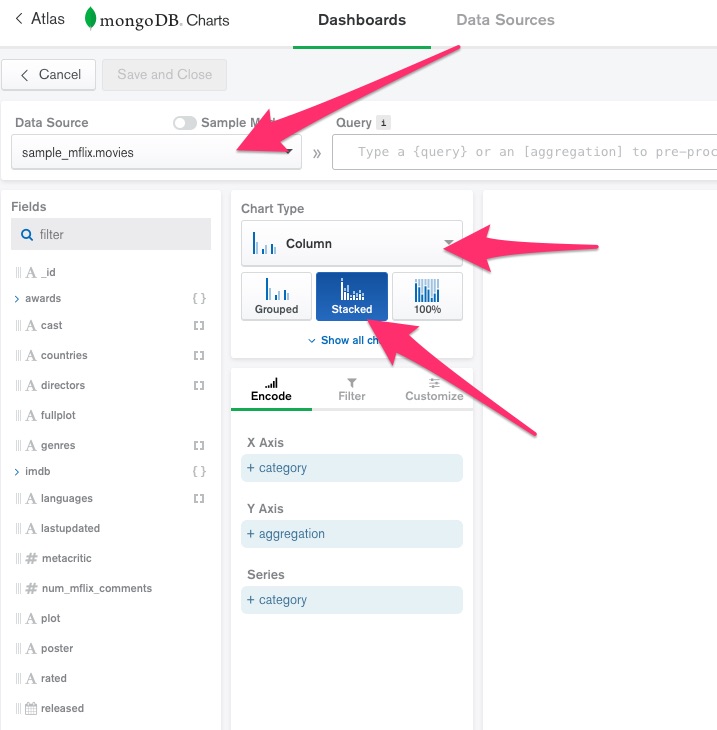 Atlas
mongoDB. Charts
Dashboards
Data Sources
Cancel
Save and Close
Data Source
Sample
Query i
sample_mflix.movies
»
Type a {query} or an [aggregation] to pre-proc
Fields
filter
A _id
awards { }
A cast [ ]
A countries [ ]
A directors [ ]
A fullplot
A genres [ ]
imdb { }
A languages [ ]
A lastupdated
# metacritic
# num_mflix_comments
A plot
A poster
A rated
released
Chart Type
Column
Grouped
Stacked
100%
Show all
Encode
Filter
Customize
X Axis
+ category
Y Axis
+ aggregation
Series
+ category